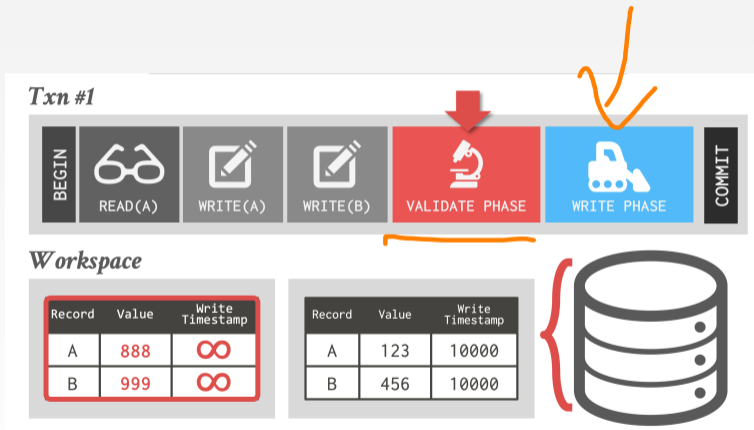 Txn #1
BEGIN
READ(A)
WRITE(A)
WRITE(B)
VALIDATE PHASE
WRITE PHASE
COMMIT
Workspace
Record Value Write Timestamp
A 888 ∞
B 999 ∞
Record Value Write Timestamp
A 123 10000
B 456 10000